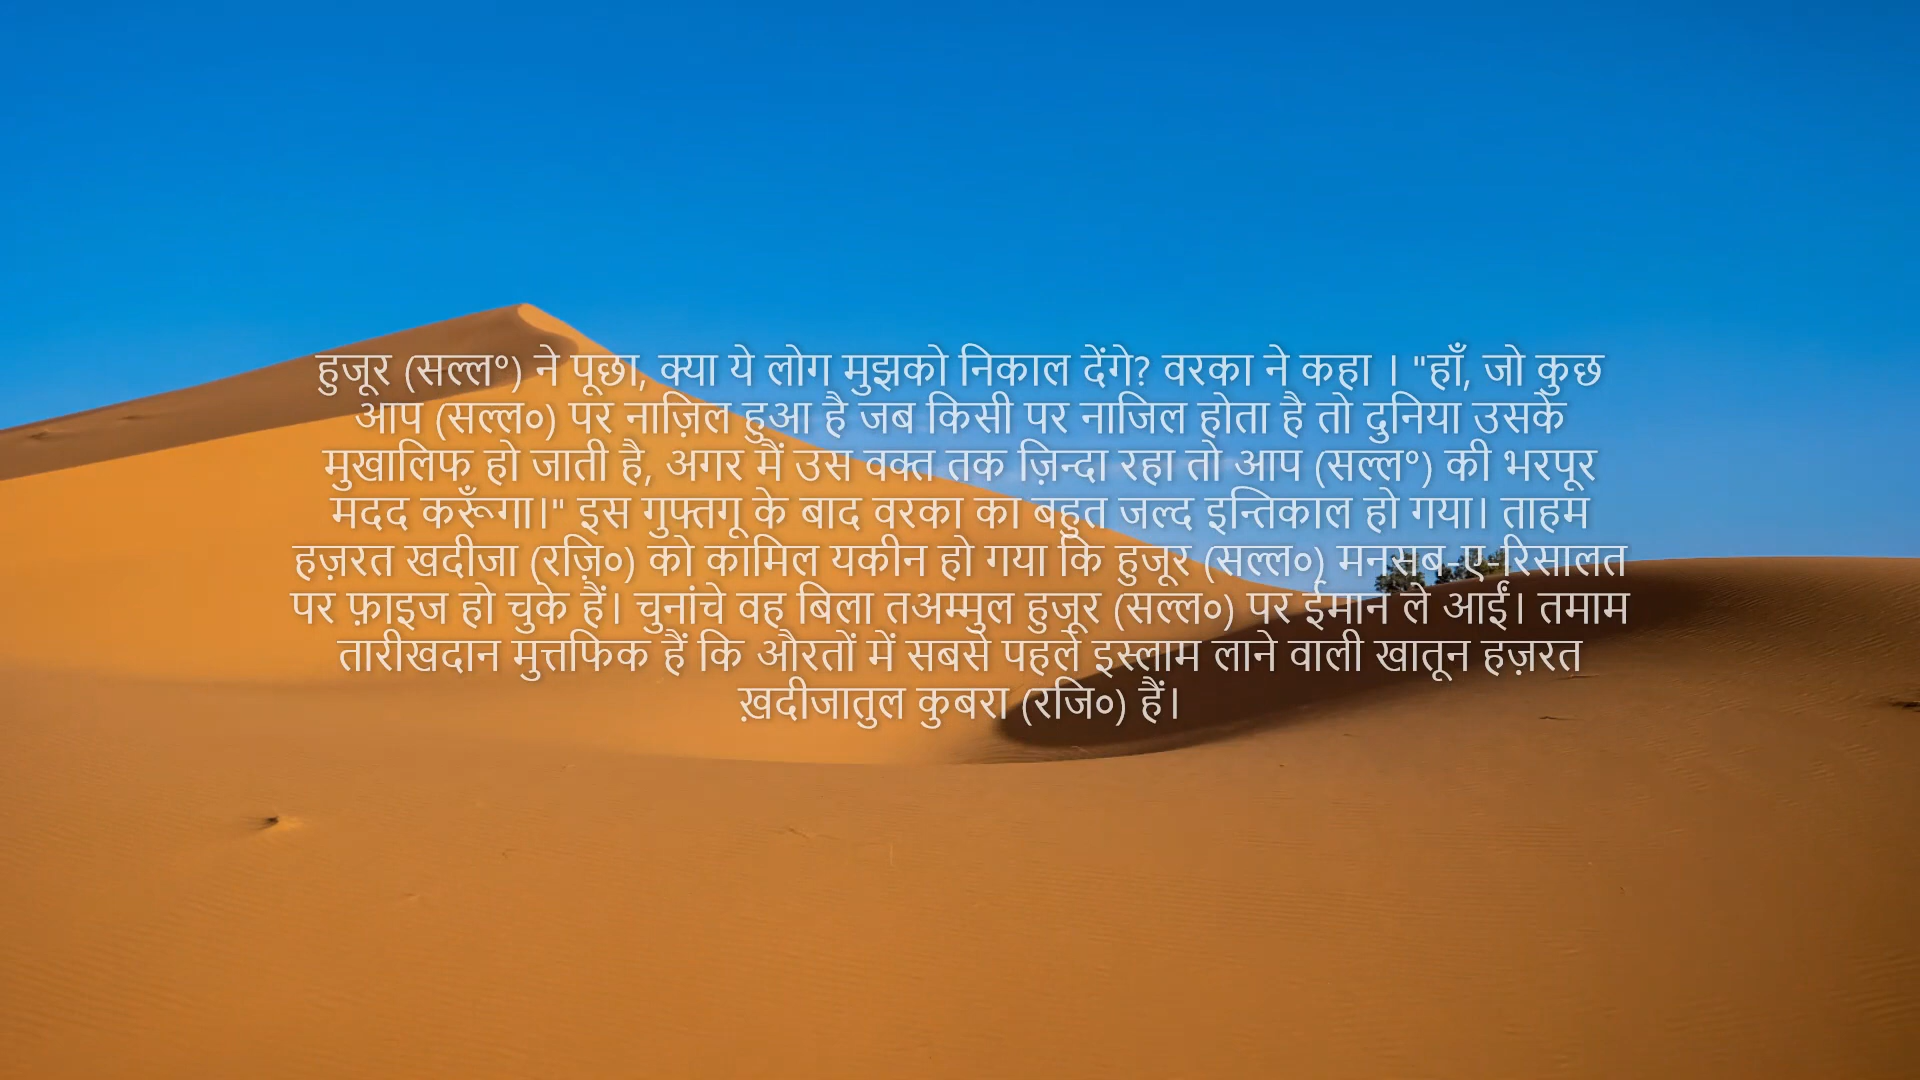 हुजूर (सल्ल°) ने पूछा, क्या ये लोग मुझको निकाल देंगे? वरका ने कहा । "हाँ, जो कुछ
आप (सल्ल०) पर नाज़िल हुआ है जब किसी पर नाजिल होता है तो दुनिया उसके
मुखालिफ हो जाती है, अगर मैं उस वक्त तक ज़िन्दा रहा तो आप (सल्ल°) की भरपूर
मदद करूँगा।" इस गुफ्तगू के बाद वरका का बहुत जल्द इन्तिकाल हो गया। ताहम
हज़रत खदीजा (रज़ि०) को कामिल यकीन हो गया कि हुजूर (सल्ल०) मनसब-ए-रिसालत
पर फ़ाइज हो चुके हैं। चुनांचे वह बिला तअम्मुल हुजूर (सल्ल०) पर ईमान ले आईं। तमाम
तारीखदान मुत्तफिक हैं कि औरतों में सबसे पहले इस्लाम लाने वाली खातून हज़रत
ख़दीजातुल कुबरा (रजि०) हैं।